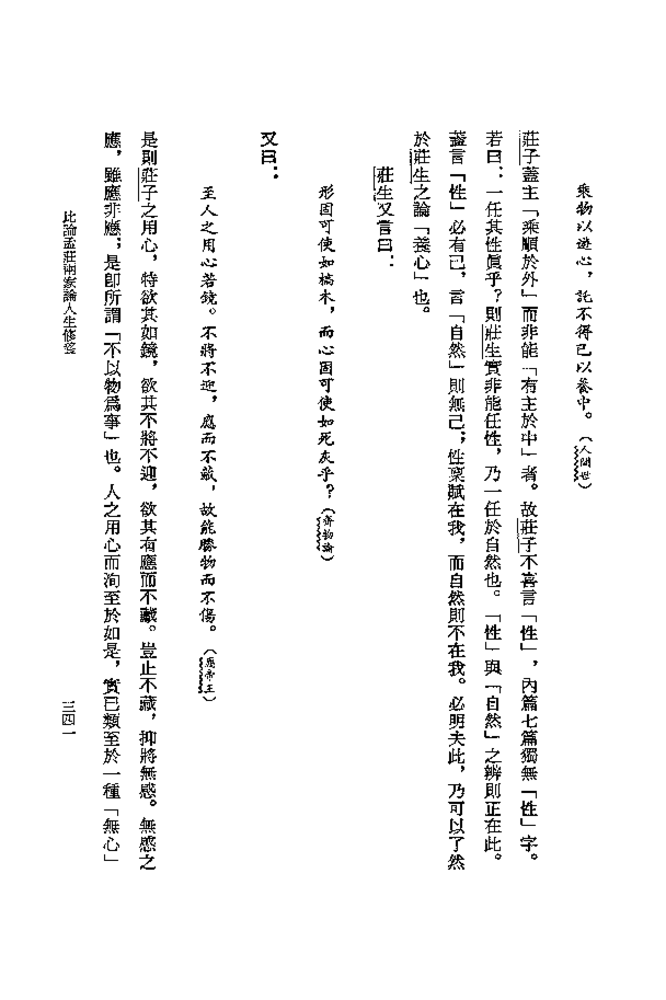 乘物以遊心，託不得已以養中。（人間世）
莊子蓋主「乘順於外」而非能「有主於中」者。故莊子不喜言「性」，內篇七篇獨無「性」字。
若曰：一任其性眞乎？則莊生實非能任性，乃一任於自然也。「性」與「自然」之辨則正在此。
蓋言「性」必有己，言「自然」則無己；性稟賦在我，而自然則不在我。必明夫此，乃可以了然
於莊生之論「養心」也。
莊生又言曰：
形固可使如槁木，而心固可使如死灰乎？（齊物論）
又曰：
至人之用心若鏡。不將不迎，應而不藏，故能勝物而不傷。（應帝王）
是則莊子之用心，特欲其如鏡，欲其不將不迎，欲其有應而不藏。豈止不藏，抑將無感。無感之
應，雖應非應；是卽所謂「不以物爲事」也。人之用心而洵至於如是，實已類至於一種「無心」
比論孟莊兩家論人生修養
三四一